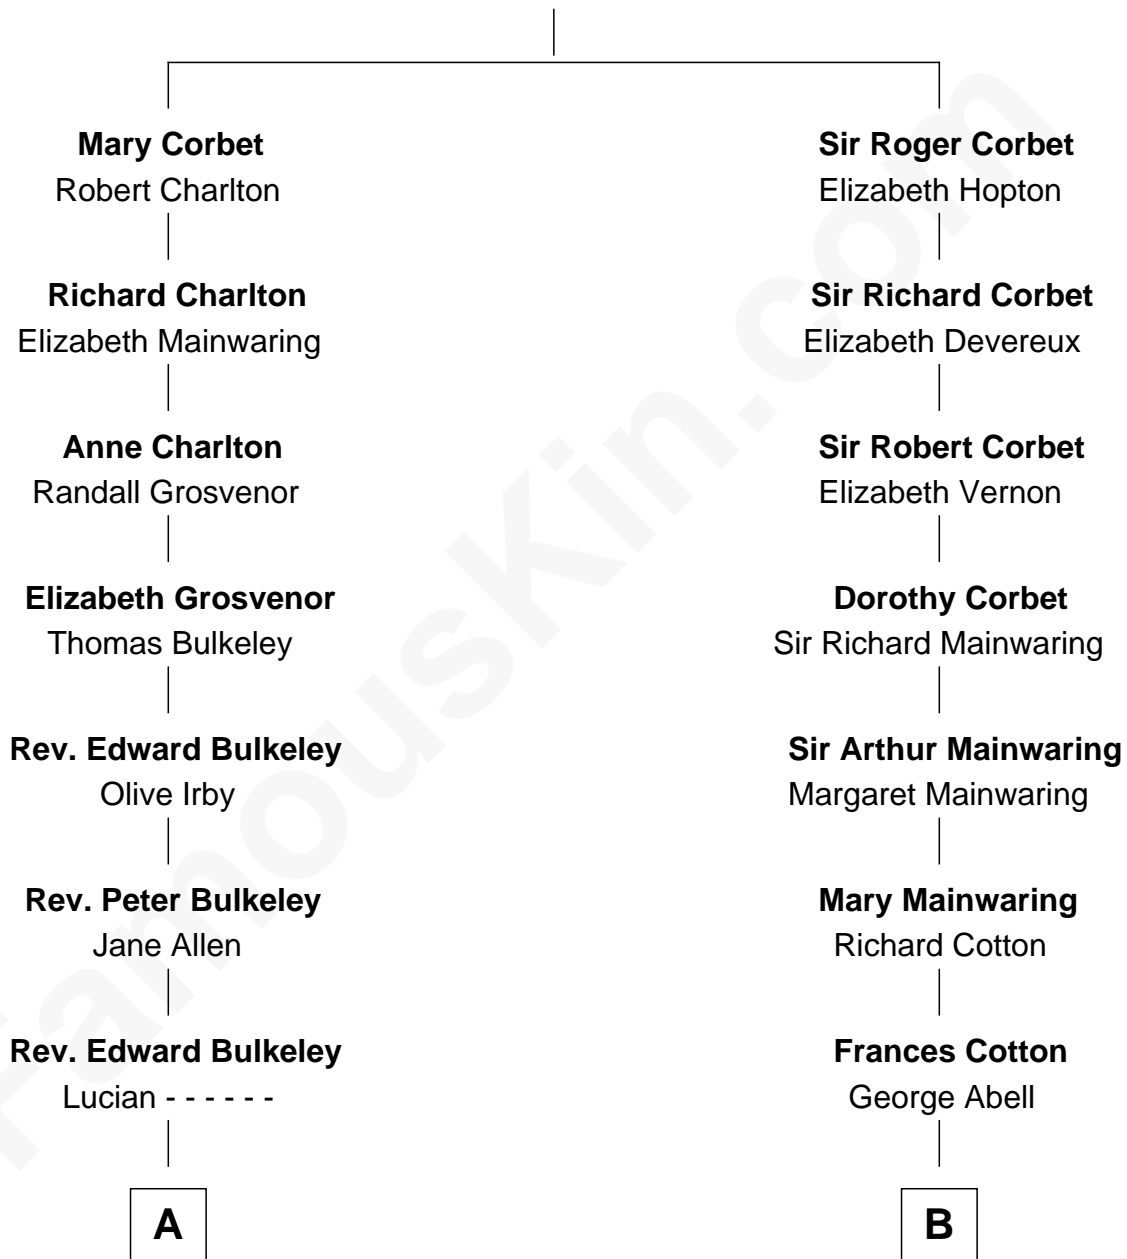 Mary Corbet
Robert Charlton
Richard Charlton
Elizabeth Mainwaring
Anne Charlton
Randall Grosvenor
Elizabeth Grosvenor
Thomas Bulkeley
Rev. Edward Bulkeley
Olive Irby
Rev. Peter Bulkeley
Jane Allen
Rev. Edward Bulkeley
Lucian - - - - - -
A
Sir Roger Corbet
Elizabeth Hopton
Sir Richard Corbet
Elizabeth Devereux
Sir Robert Corbet
Elizabeth Vernon
Dorothy Corbet
Sir Richard Mainwaring
Sir Arthur Mainwaring
Margaret Mainwaring
Mary Mainwaring
Richard Cotton
Frances Cotton
George Abell
B
FamousKin.com